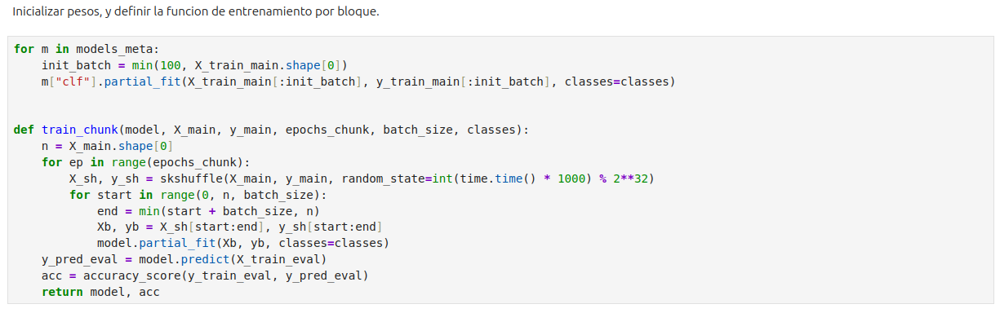 Inicializar pesos, y definir la funcion de entrenamiento por bloque.
for m in models_meta:
    init_batch = min(100, X_train_main.shape[0])
    m["clf"].partial_fit(X_train_main[:init_batch], y_train_main[:init_batch], classes=classes)
def train_chunk(model, X_main, y_main, epochs_chunk, batch_size, classes):
    n = X_main.shape[0]
    for ep in range(epochs_chunk):
        X_sh, y_sh = skshuffle(X_main, y_main, random_state=int(time.time() * 1000) % 2**32)
        for start in range(0, n, batch_size):
            end = min(start + batch_size, n)
            Xb, yb = X_sh[start:end], y_sh[start:end]
            model.partial_fit(Xb, yb, classes=classes)
    y_pred_eval = model.predict(X_train_eval)
    acc = accuracy_score(y_train_eval, y_pred_eval)
    return model, acc